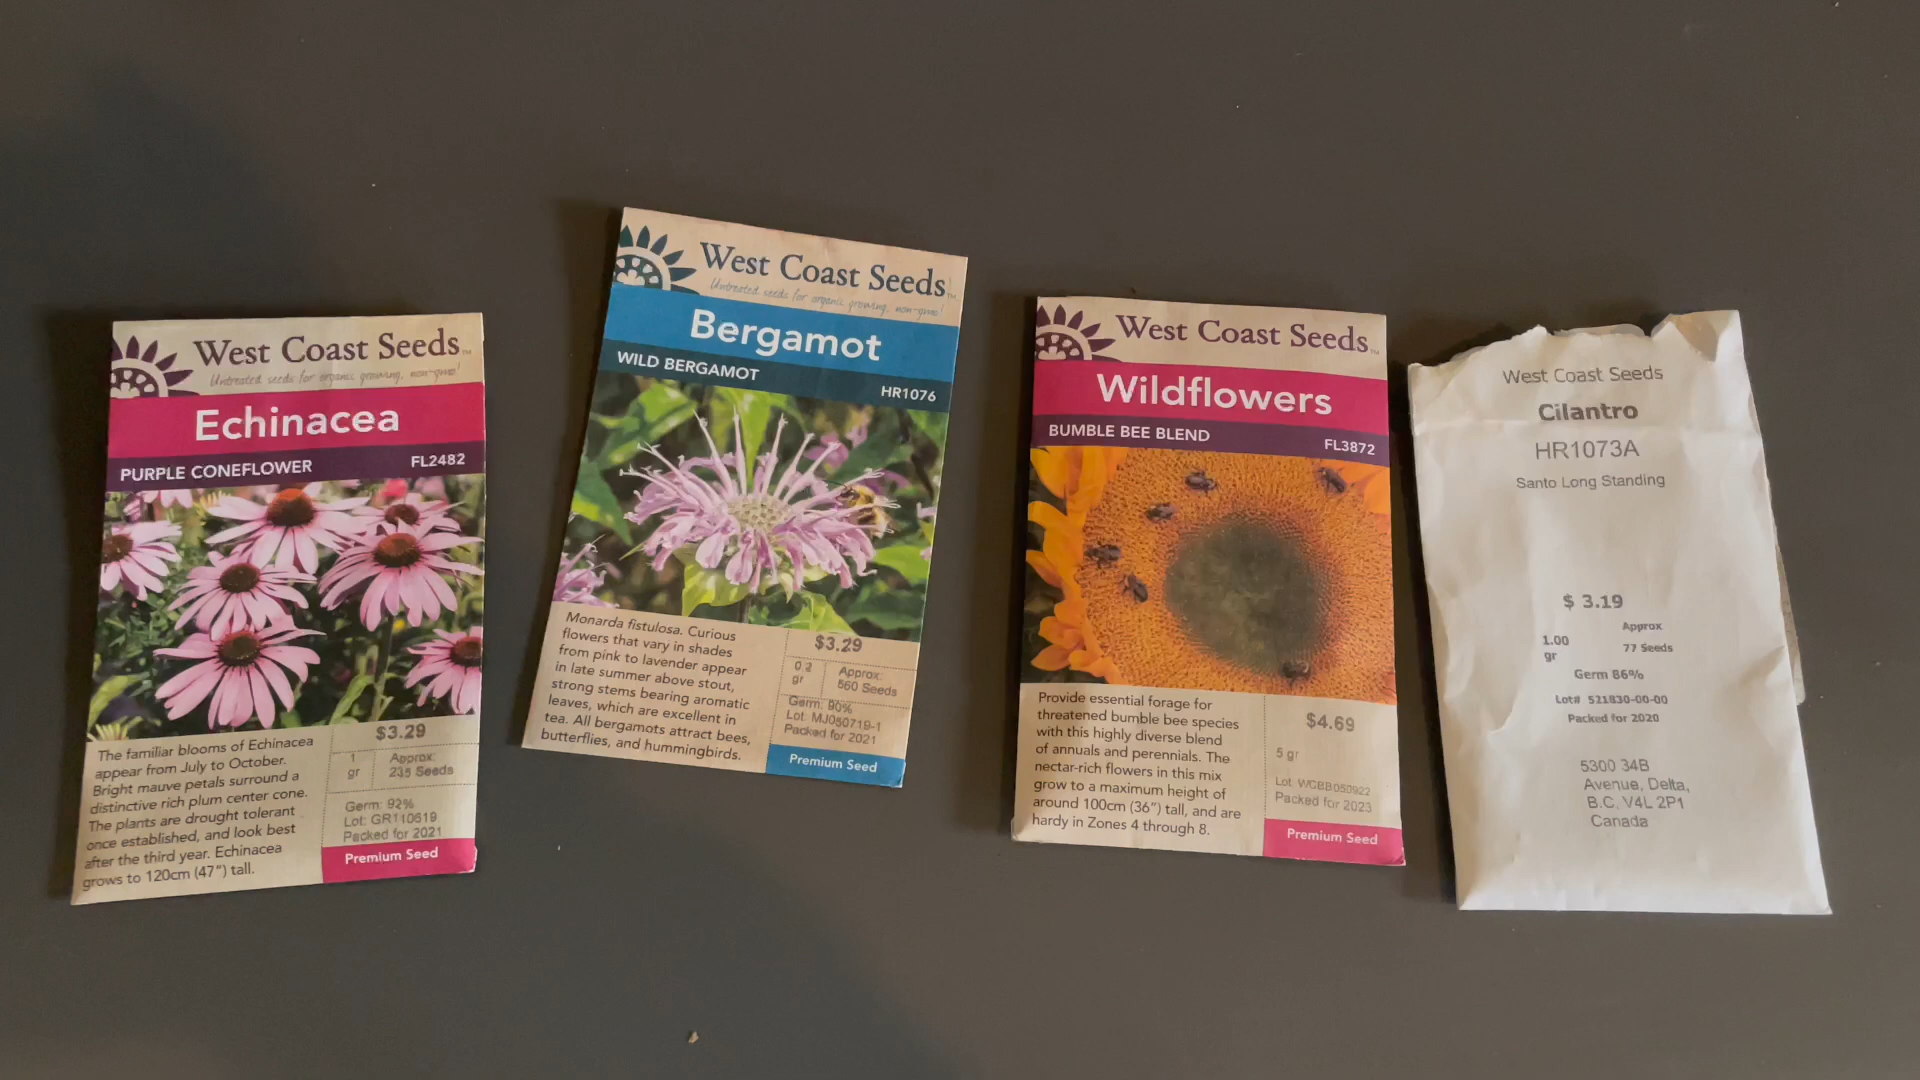 West Coast Seeds™
Untreated seeds for organic growing, non-gmo!
Echinacea
PURPLE CONEFLOWER FL2482
The familiar blooms of Echinacea
appear from July to October.
Bright mauve petals surround a
distinctive rich plum center cone.
The plants are drought tolerant
once established, and look best
after the third year. Echinacea
grows to 120cm (47") tall.
$3.29
1
gr
Approx:
235 Seeds
Germ: 92%
Lot: GR110619
Packed for 2021
Premium Seed
West Coast Seeds™
Untreated seeds for organic growing, non-gmo!
Bergamot
WILD BERGAMOT HR1076
Monarda fistulosa. Curious
flowers that vary in shades
from pink to lavender appear
in late summer above stout,
strong stems bearing aromatic
leaves, which are excellent in
tea. All bergamots attract bees,
butterflies, and hummingbirds.
$3.29
0.2
gr
Approx:
560 Seeds
Germ: 90%
Lot: MJ050719-1
Packed for 2021
Premium Seed
West Coast Seeds™
Wildflowers
BUMBLE BEE BLEND FL3872
Provide essential forage for
threatened bumble bee species
with this highly diverse blend
of annuals and perennials. The
nectar-rich flowers in this mix
grow to a maximum height of
around 100cm (36") tall, and are
hardy in Zones 4 through 8.
$4.69
5 gr
Lot: WCBB050922
Packed for 2023
Premium Seed
West Coast Seeds
Cilantro
HR1073A
Santo Long Standing
$ 3.19
1.00
gr
Approx
77 Seeds
Germ 86%
Lot# 521830-00-00
Packed for 2020
5300 34B
Avenue, Delta,
B.C. V4L 2P1
Canada